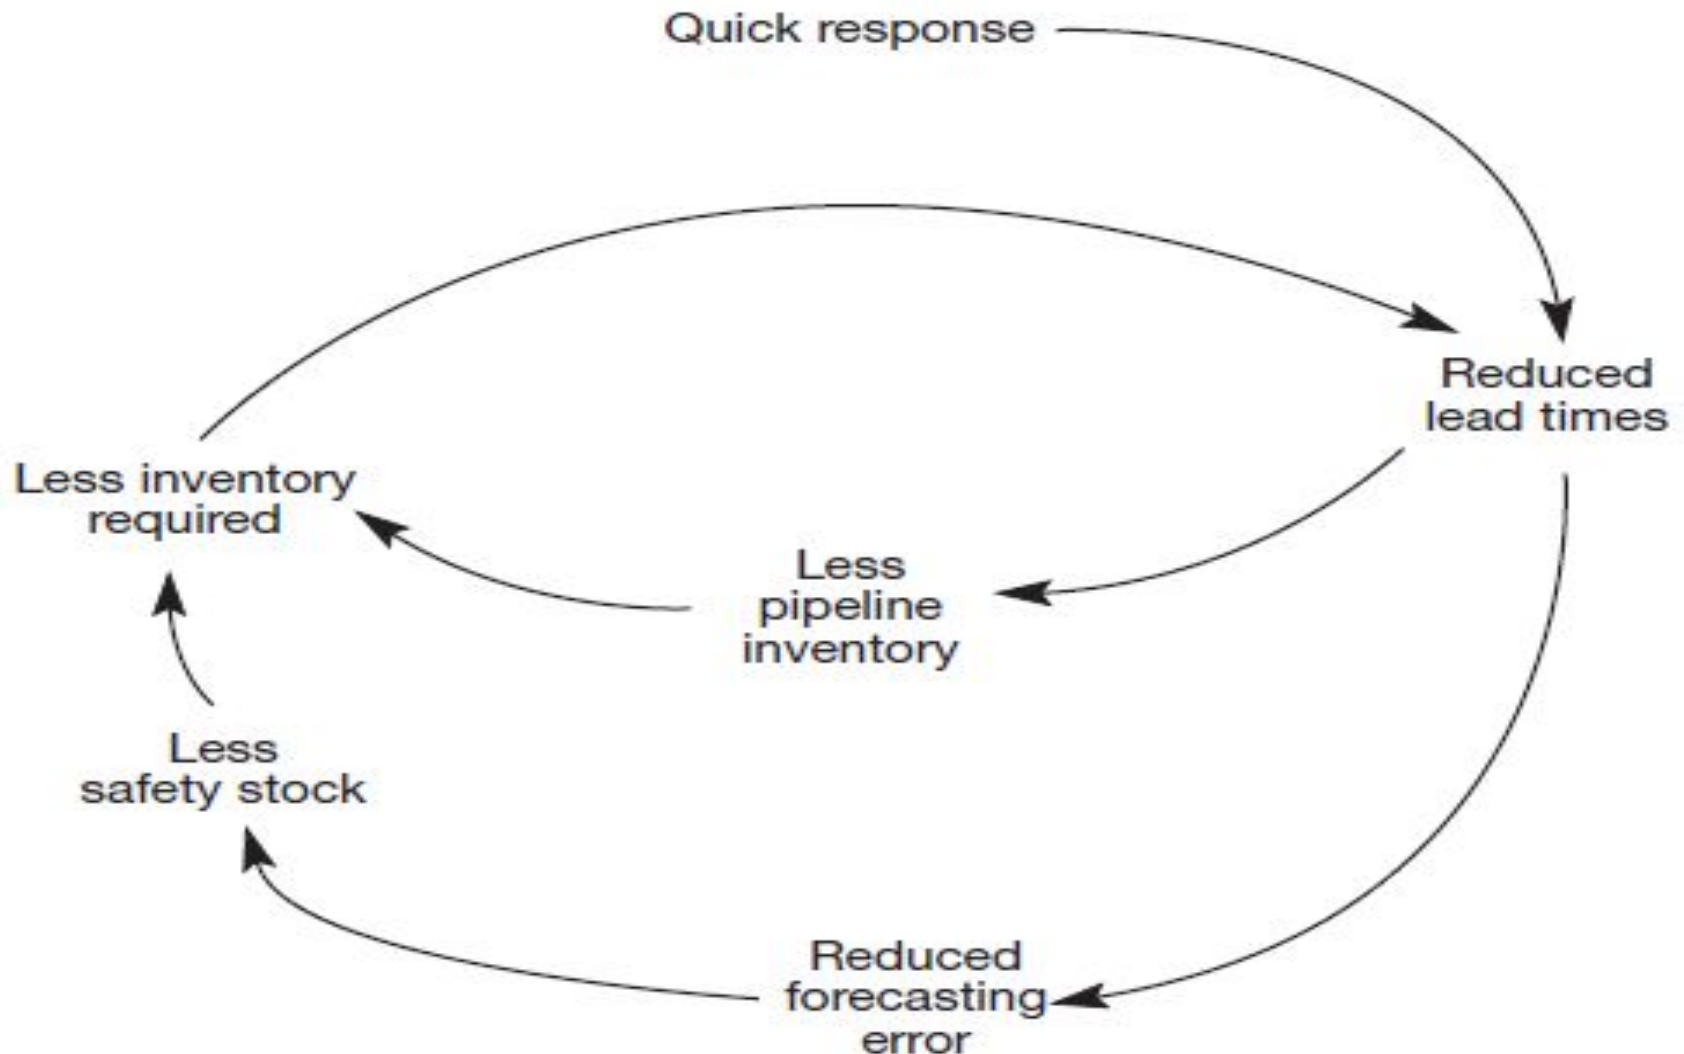 Quick response
Reduced
lead times
Less inventory
required
Less
pipeline
inventory
Less
safety stock
Reduced
forecasting
error